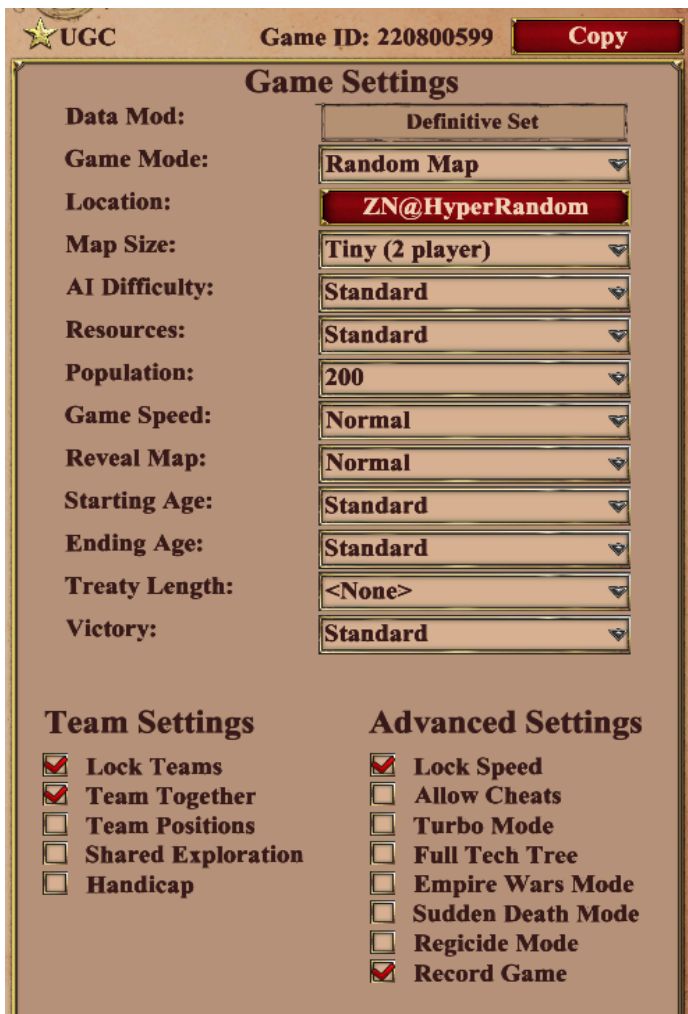 UGC Game ID: 220800599 Copy
Game Settings
Data Mod: Definitive Set
Game Mode: Random Map
Location: ZN@HyperRandom
Map Size: Tiny (2 player)
AI Difficulty: Standard
Resources: Standard
Population: 200
Game Speed: Normal
Reveal Map: Normal
Starting Age: Standard
Ending Age: Standard
Treaty Length: <None>
Victory: Standard
Team Settings
Lock Teams
Team Together
Team Positions
Shared Exploration
Handicap
Advanced Settings
Lock Speed
Allow Cheats
Turbo Mode
Full Tech Tree
Empire Wars Mode
Sudden Death Mode
Regicide Mode
Record Game